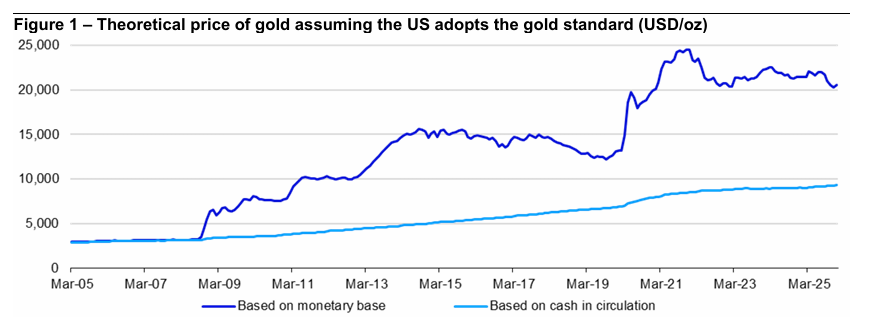 Figure 1 – Theoretical price of gold assuming the US adopts the gold standard (USD/oz)
25,000
20,000
15,000
10,000
5,000
0
Mar-05 Mar-07 Mar-09 Mar-11 Mar-13 Mar-15 Mar-17 Mar-19 Mar-21 Mar-23 Mar-25
Based on monetary base Based on cash in circulation